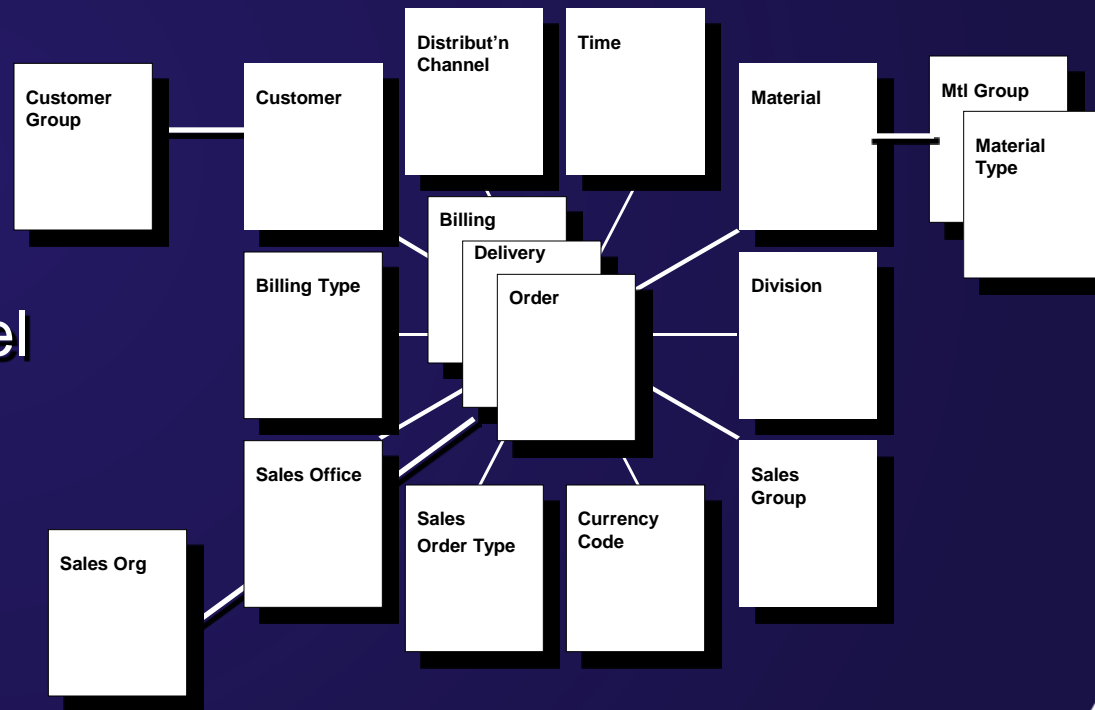 Distribut'n
Channel
Time
Customer
Group
Customer
Material
Mtl Group
Material
Type
Billing
Delivery
Order
Billing Type
Division
el
Sales Office
Sales
Group
Sales
Order Type
Currency
Code
Sales Org